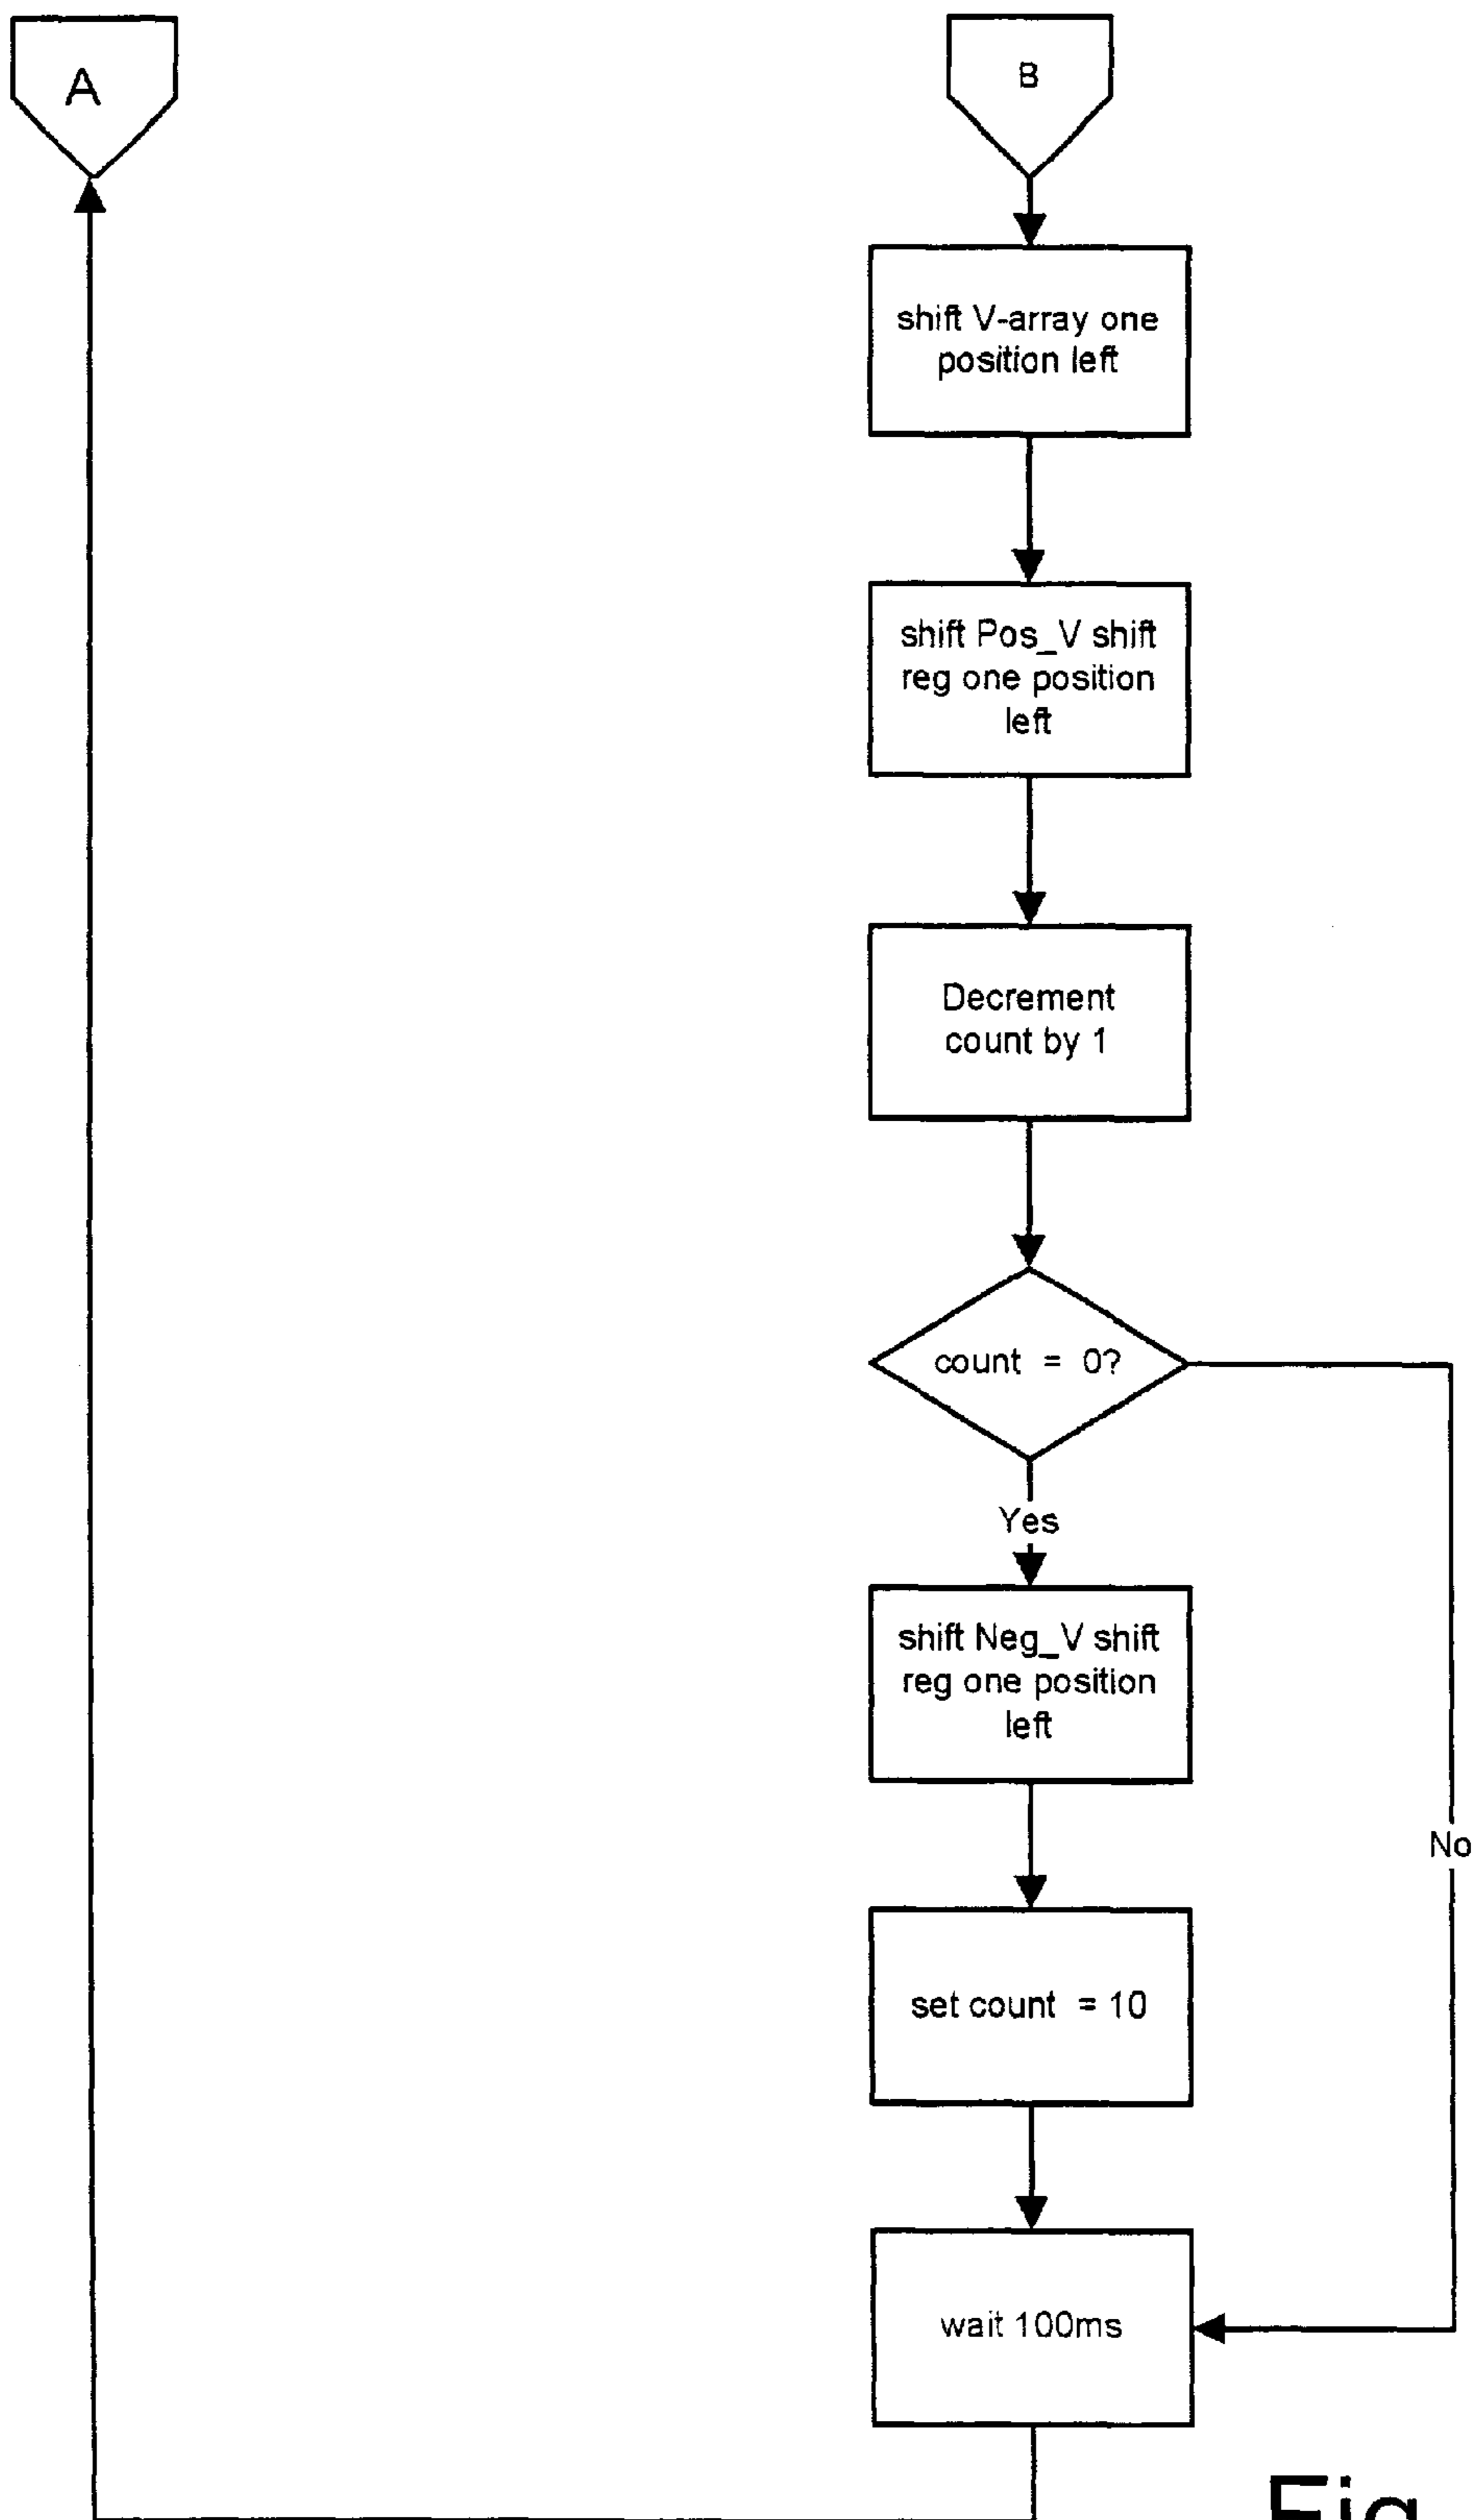 A
B
shift V-array one
position left
shift Pos_V shift
reg one position
left
Decrement
count by 1
count = 0?
Yes
shift Neg_V shift
reg one position
left
No
set count = 10
wait 100ms
Fig